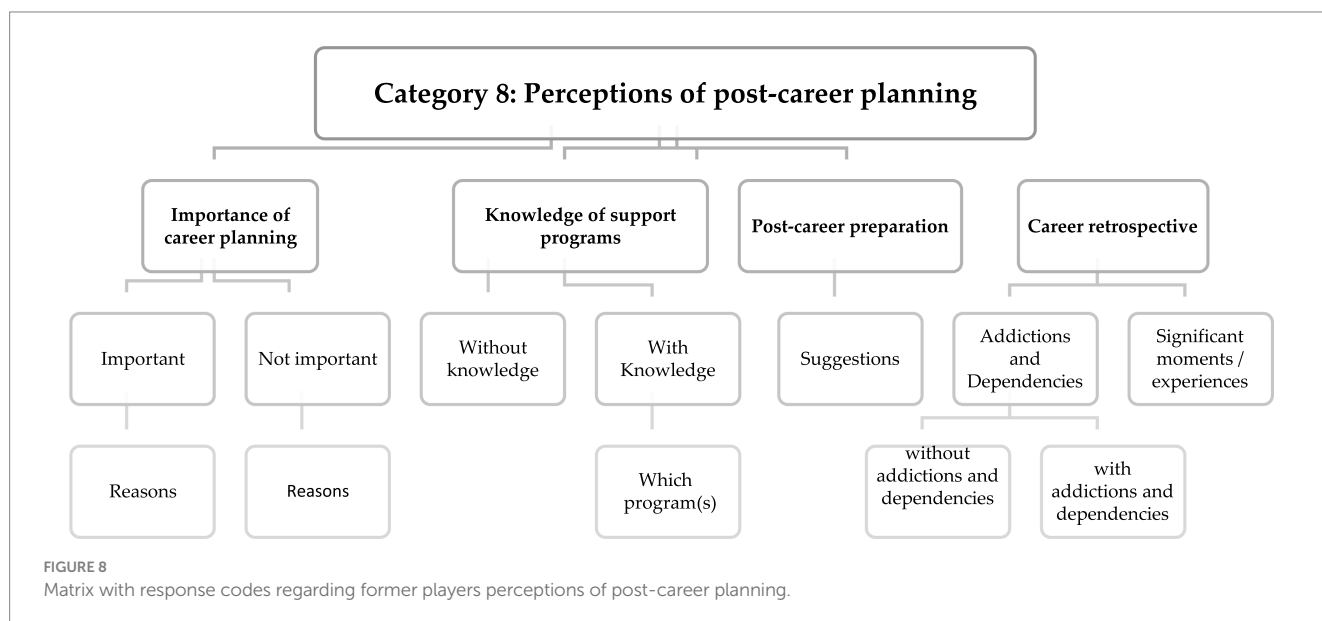 Category 8: Perceptions of post-career planning
Importance of
career planning
Knowledge of support
programs
Post-career preparation
Career retrospective
Important
Not important
Without
knowledge
With
Knowledge
Suggestions
Addictions
and
Dependencies
Significant
moments /
experiences
Reasons
Reasons
Which
program(s)
without
addictions and
dependencies
with
addictions and
dependencies
FIGURE 8
Matrix with response codes regarding former players perceptions of post-career planning.